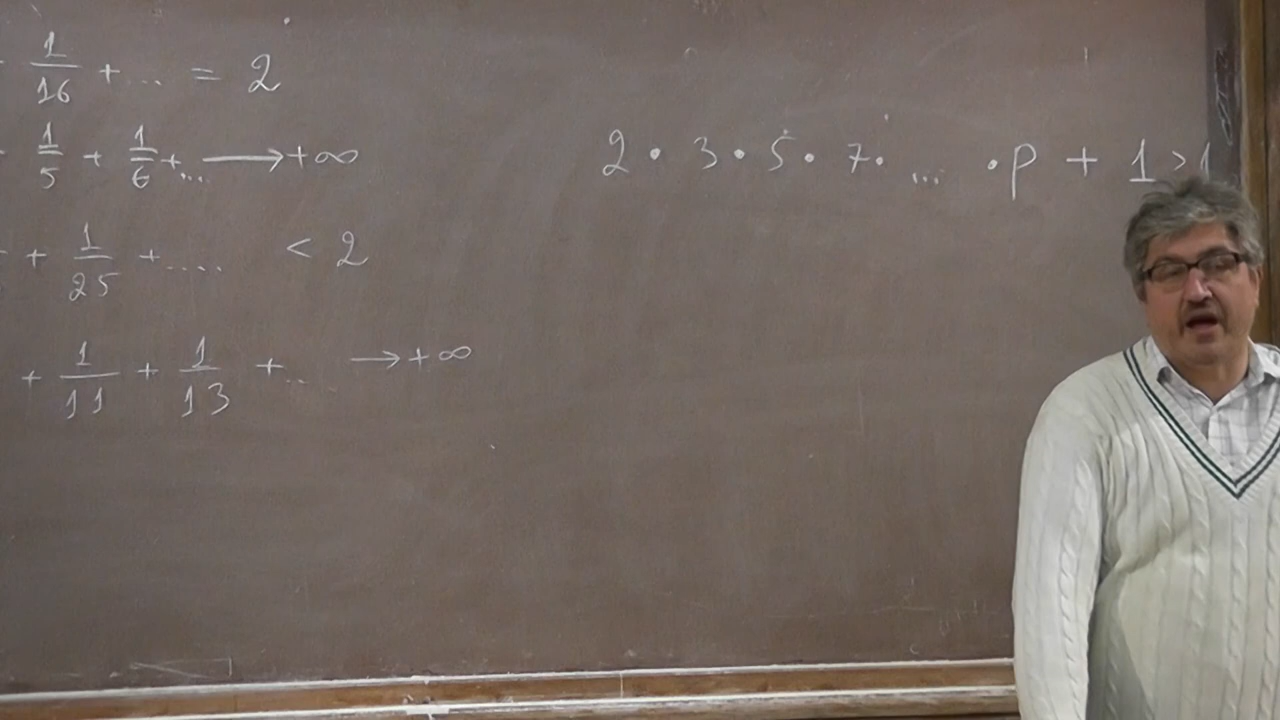 + 1/16 + ... = 2
+ 1/5 + 1/6 + ... → +∞
+ 1/25 + .... < 2
+ 1/11 + 1/13 + ... → +∞
2 · 3 · 5 · 7 · ... · p + 1 > 1